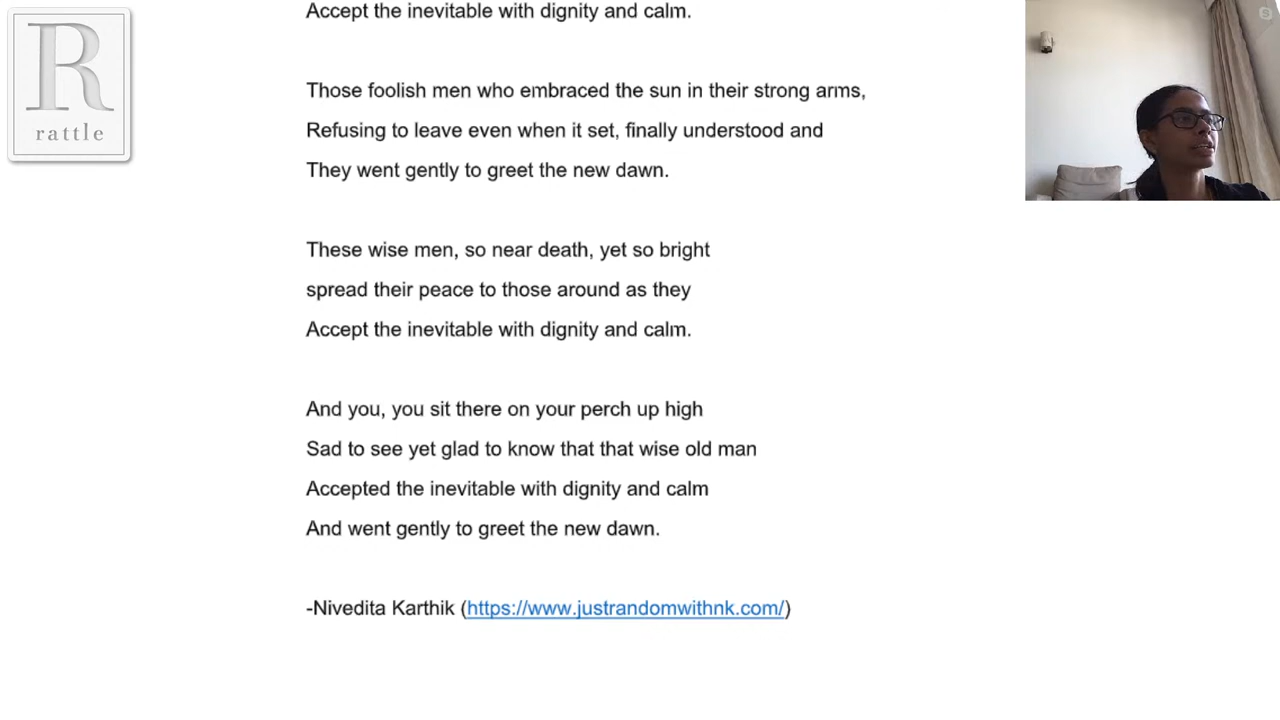 R
rattle
Accept the inevitable with dignity and calm.
Those foolish men who embraced the sun in their strong arms,
Refusing to leave even when it set, finally understood and
They went gently to greet the new dawn.
These wise men, so near death, yet so bright
spread their peace to those around as they
Accept the inevitable with dignity and calm.
And you, you sit there on your perch up high
Sad to see yet glad to know that that wise old man
Accepted the inevitable with dignity and calm
And went gently to greet the new dawn.
-Nivedita Karthik (https://www.justrandomwithnk.com/)